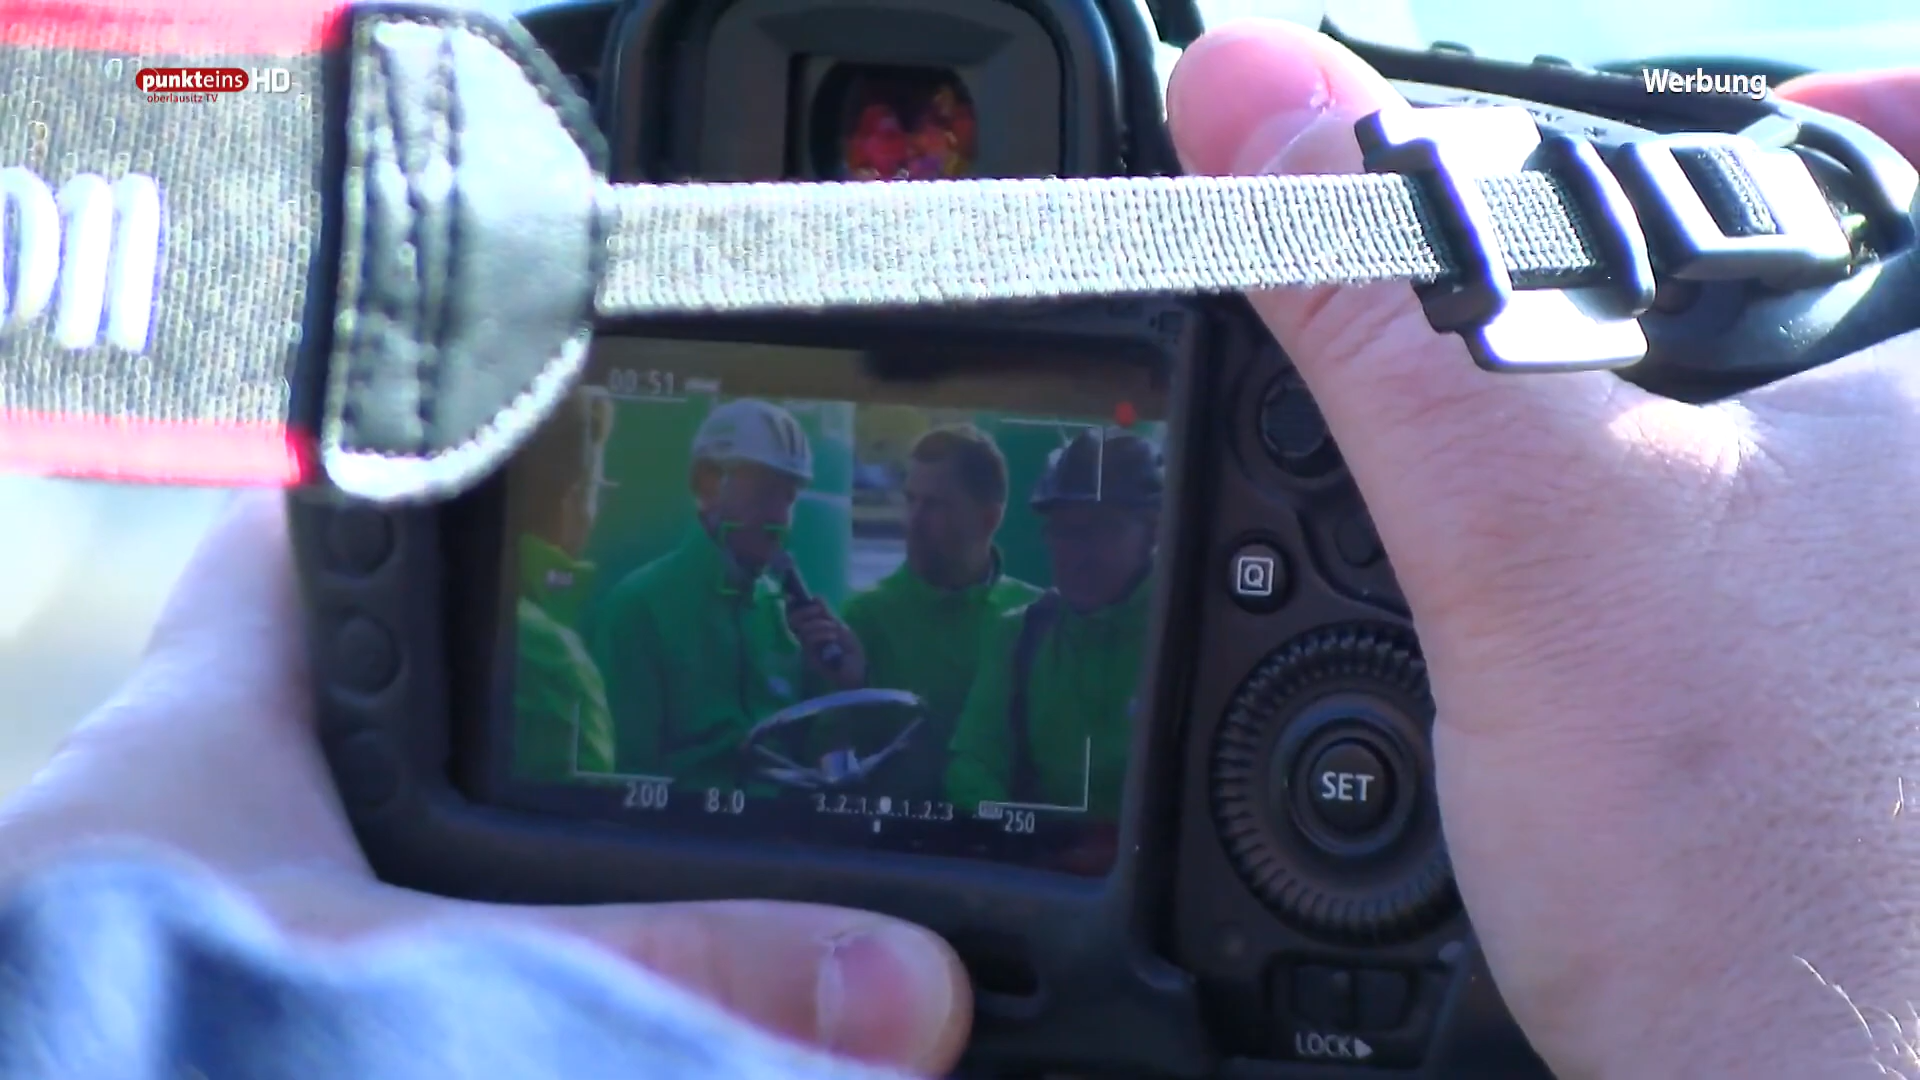 punkteins HD
oberlausitz TV
Werbung
00:51
Q
SET
200 8.0 3..2..1..0..1..2..3 250
LOCK▶